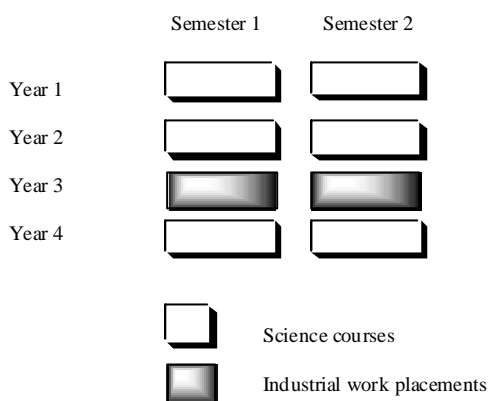 Semester 1 Semester 2
Year 1
Year 2
Year 3
Year 4
Science courses
Industrial work placements